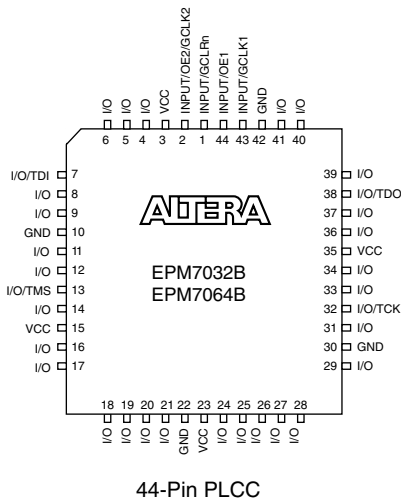 I/O
I/O
I/O
VCC
INPUT/OE2/GCLK2
INPUT/GCLRn
INPUT/OE1
INPUT/GCLK1
GND
I/O
I/O
6 5 4 3 2 1 44 43 42 41 40
I/O/TDI 7
I/O 8
I/O 9
GND 10
I/O 11
I/O 12
I/O/TMS 13
I/O 14
VCC 15
I/O 16
I/O 17
ALTERA
EPM7032B
EPM7064B
39 I/O
38 I/O/TDO
37 I/O
36 I/O
35 VCC
34 I/O
33 I/O
32 I/O/TCK
31 I/O
30 GND
29 I/O
18 19 20 21 22 23 24 25 26 27 28
I/O
I/O
I/O
I/O
GND
VCC
I/O
I/O
I/O
I/O
I/O
44-Pin PLCC